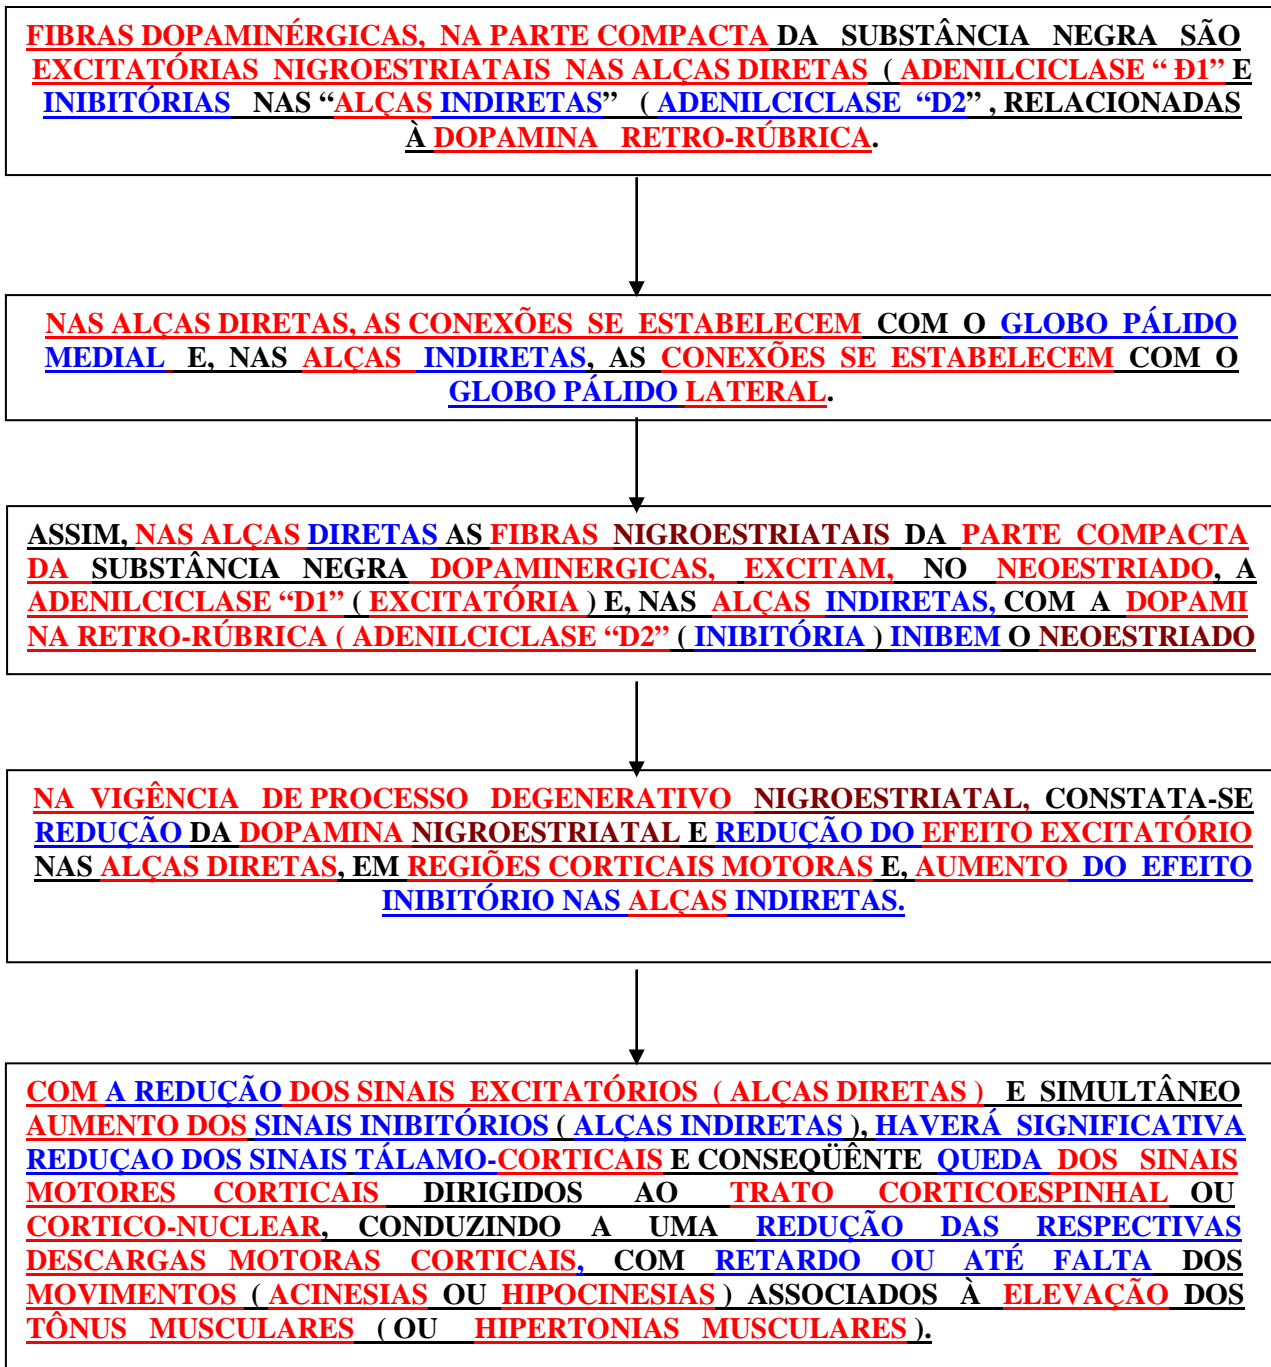 FIBRAS DOPAMINÉRGICAS, NA PARTE COMPACTA DA SUBSTÂNCIA NEGRA SÃO
EXCITATÓRIAS NIGROESTRIATAIS NAS ALÇAS DIRETAS ( ADENILCICLASE “ Đ1” E
INIBITÓRIAS NAS “ALÇAS INDIRETAS” ( ADENILCICLASE “D2” , RELACIONADAS
À DOPAMINA RETRO-RÚBRICA.
NAS ALÇAS DIRETAS, AS CONEXÕES SE ESTABELECEM COM O GLOBO PÁLIDO
MEDIAL E, NAS ALÇAS INDIRETAS, AS CONEXÕES SE ESTABELECEM COM O
GLOBO PÁLIDO LATERAL.
ASSIM, NAS ALÇAS DIRETAS AS FIBRAS NIGROESTRIATAIS DA PARTE COMPACTA
DA SUBSTÂNCIA NEGRA DOPAMINERGICAS, EXCITAM, NO NEOESTRIADO, A
ADENILCICLASE “D1” ( EXCITATÓRIA ) E, NAS ALÇAS INDIRETAS, COM A DOPAMI
NA RETRO-RÚBRICA ( ADENILCICLASE “D2” ( INIBITÓRIA ) INIBEM O NEOESTRIADO
NA VIGÊNCIA DE PROCESSO DEGENERATIVO NIGROESTRIATAL, CONSTATA-SE
REDUÇÃO DA DOPAMINA NIGROESTRIATAL E REDUÇÃO DO EFEITO EXCITATÓRIO
NAS ALÇAS DIRETAS, EM REGIÕES CORTICAIS MOTORAS E, AUMENTO DO EFEITO
INIBITÓRIO NAS ALÇAS INDIRETAS.
COM A REDUÇÃO DOS SINAIS EXCITATÓRIOS ( ALÇAS DIRETAS ) E SIMULTÂNEO
AUMENTO DOS SINAIS INIBITÓRIOS ( ALÇAS INDIRETAS ), HAVERÁ SIGNIFICATIVA
REDUÇAO DOS SINAIS TÁLAMO-CORTICAIS E CONSEQÜÊNTE QUEDA DOS SINAIS
MOTORES CORTICAIS DIRIGIDOS AO TRATO CORTICOESPINHAL OU
CORTICO-NUCLEAR, CONDUZINDO A UMA REDUÇÃO DAS RESPECTIVAS
DESCARGAS MOTORAS CORTICAIS, COM RETARDO OU ATÉ FALTA DOS
MOVIMENTOS ( ACINESIAS OU HIPOCINESIAS ) ASSOCIADOS À ELEVAÇÃO DOS
TÔNUS MUSCULARES ( OU HIPERTONIAS MUSCULARES ).